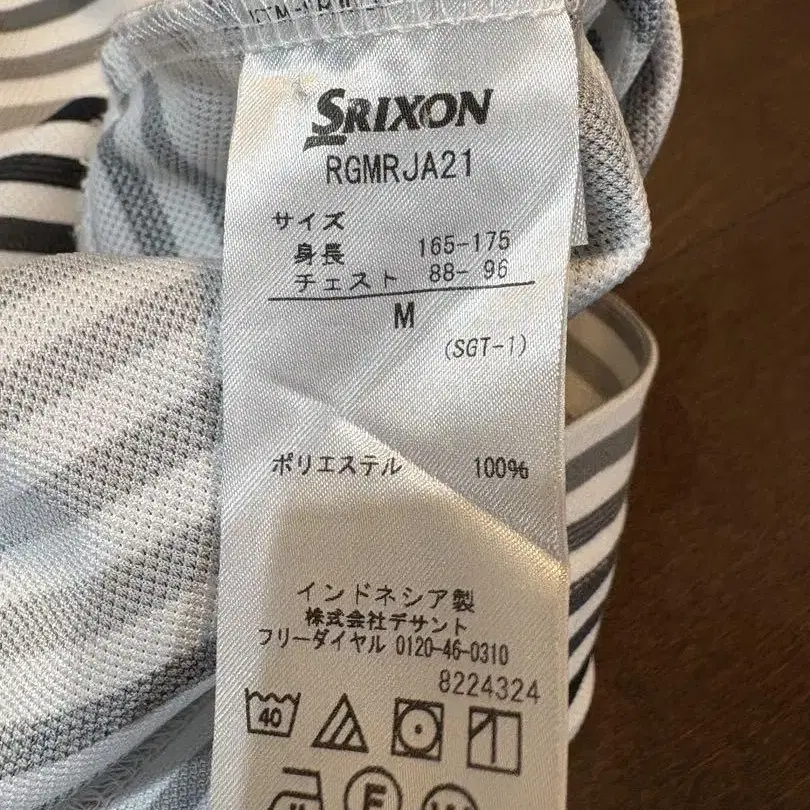 SRIXON
RGMRJA21
サイズ
身長 165-175
チェスト 88- 96
M
(SGT-1)
ポリエステル 100%
インドネシア製
株式会社デサント
フリーダイヤル 0120-46-0310
8224324
40